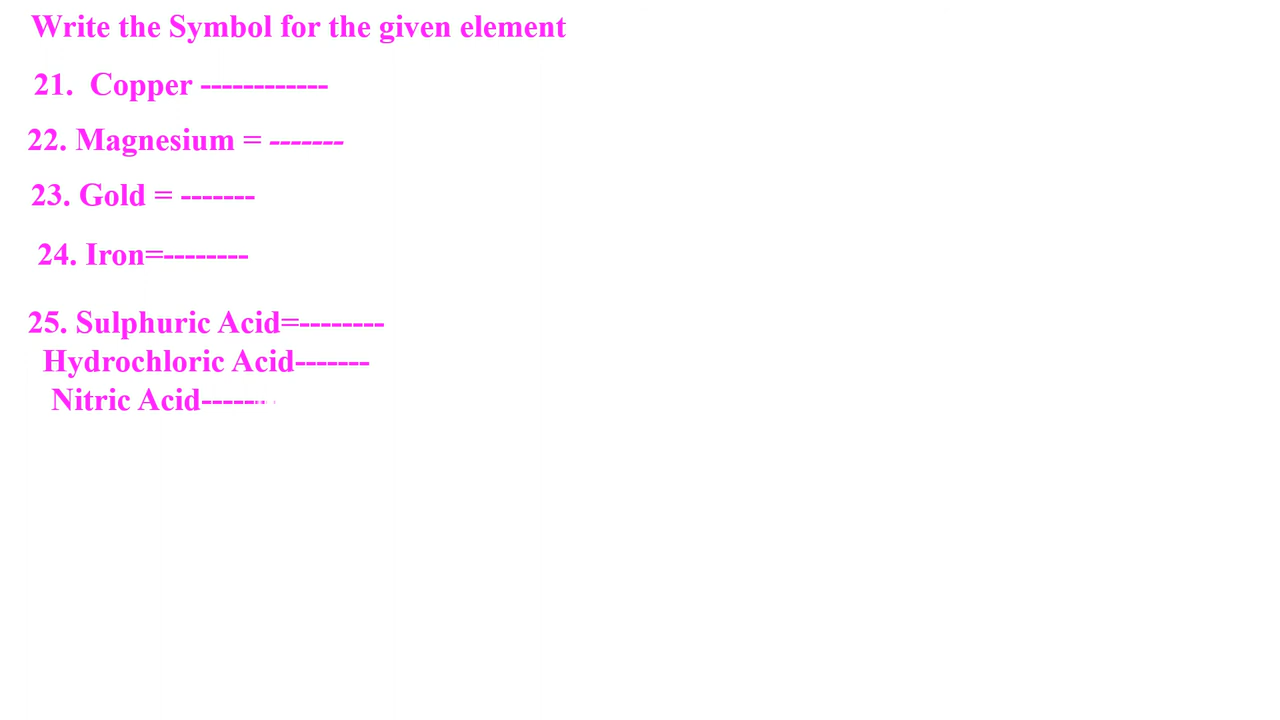 Write the Symbol for the given element
21. Copper ------------
22. Magnesium = -------
23. Gold = -------
24. Iron=--------
25. Sulphuric Acid=--------
Hydrochloric Acid-------
Nitric Acid-------